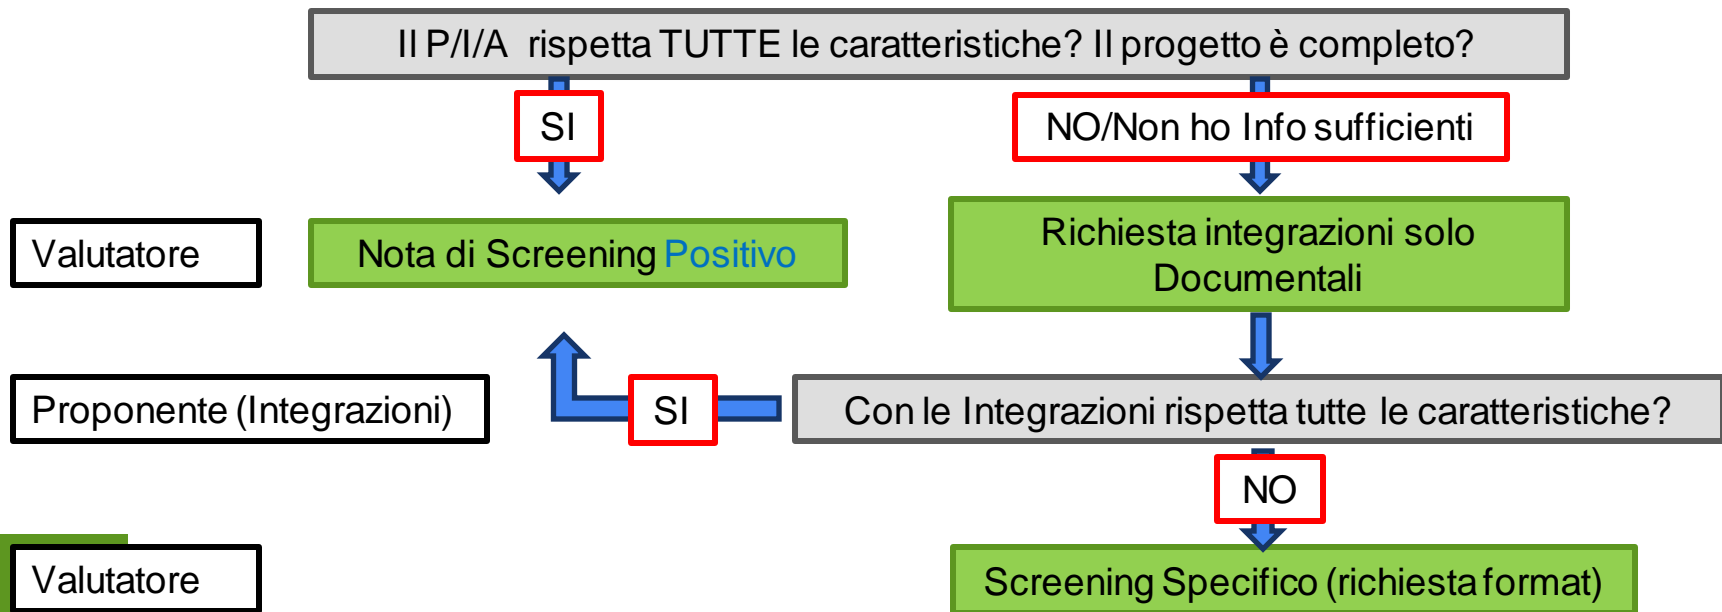 Il P/I/A rispetta TUTTE le caratteristiche? Il progetto è completo?
SI
NO/Non ho Info sufficienti
Valutatore
Nota di Screening Positivo
Richiesta integrazioni solo
Documentali
Proponente (Integrazioni)
SI
Con le Integrazioni rispetta tutte le caratteristiche?
NO
Valutatore
Screening Specifico (richiesta format)